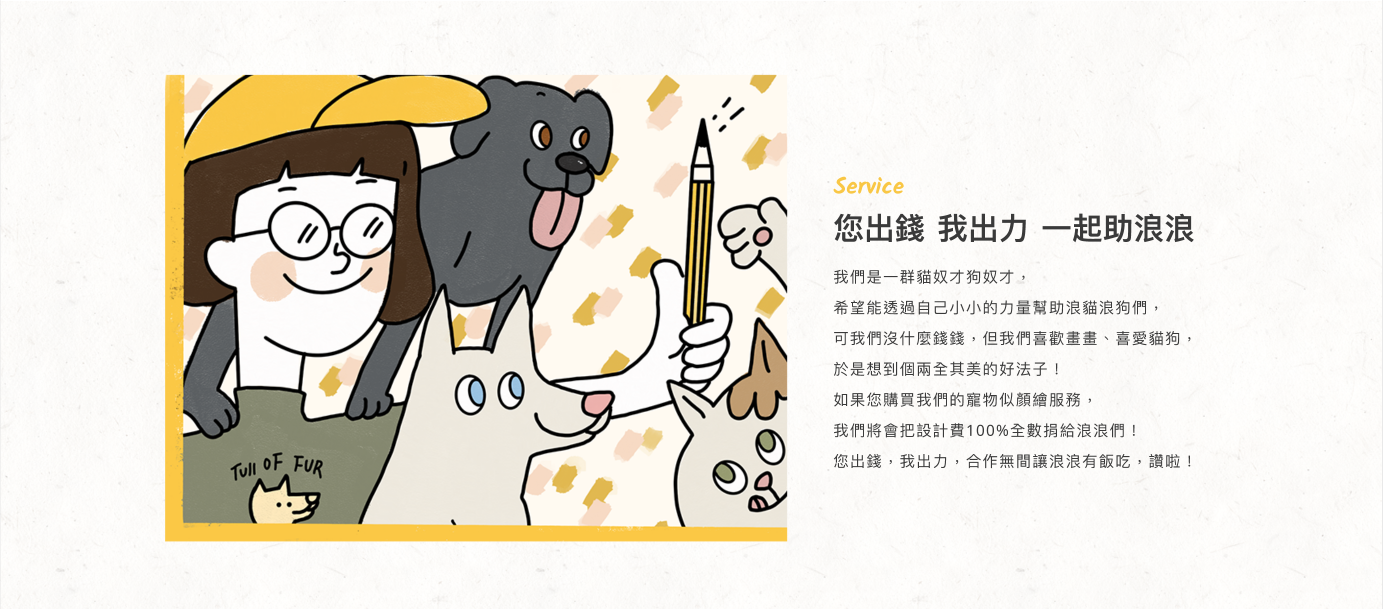 Tull OF FUR
Service
您出錢 我出力 一起助浪浪
我們是一群貓奴才狗奴才，
希望能透過自己小小的力量幫助浪貓浪狗們，
可我們沒什麼錢錢，但我們喜歡畫畫、喜愛貓狗，
於是想到個兩全其美的好法子！
如果您購買我們的寵物似顏繪服務，
我們將會把設計費100%全數捐給浪浪們！
您出錢，我出力，合作無間讓浪浪有飯吃，讚啦！